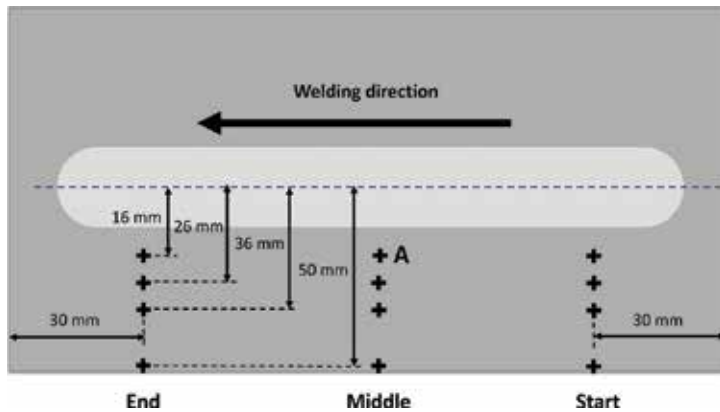 Welding direction
16 mm
26 mm
36 mm
50 mm
A
30 mm
30 mm
End
Middle
Start